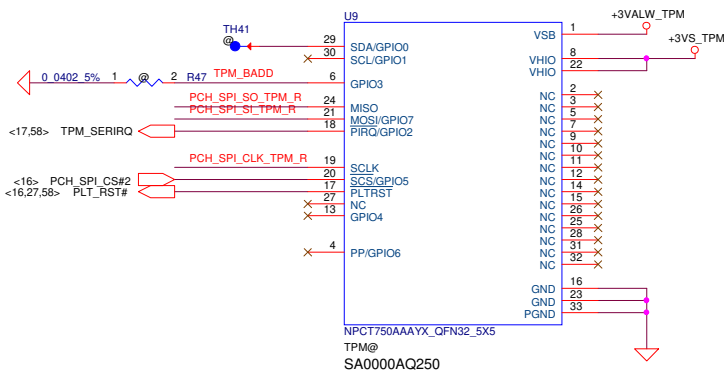 U9
TH41
@
+3VALW_TPM
+3VS_TPM
29 SDA/GPIO0
30 SCL/GPIO1
0_0402_5% 1 @ 2 R47 TPM_BADD 6 GPIO3
PCH_SPI_SO_TPM_R 24 MISO
PCH_SPI_SI_TPM_R 21 MOSI/GPIO7
<17,58> TPM_SERIRQ 18 PIRQ/GPIO2
PCH_SPI_CLK_TPM_R 19 SCLK
<16> PCH_SPI_CS#2 20 SCS/GPIO5
<16,27,58> PLT_RST# 17 PLTRST
27 NC
13 GPIO4
4 PP/GPIO6
VSB 1
VHIO 8
VHIO 22
NC 2
NC 3
NC 5
NC 7
NC 9
NC 10
NC 11
NC 12
NC 14
NC 15
NC 26
NC 25
NC 28
NC 31
NC 32
GND 16
GND 23
PGND 33
NPCT750AAAYX_QFN32_5X5
TPM@
SA0000AQ250